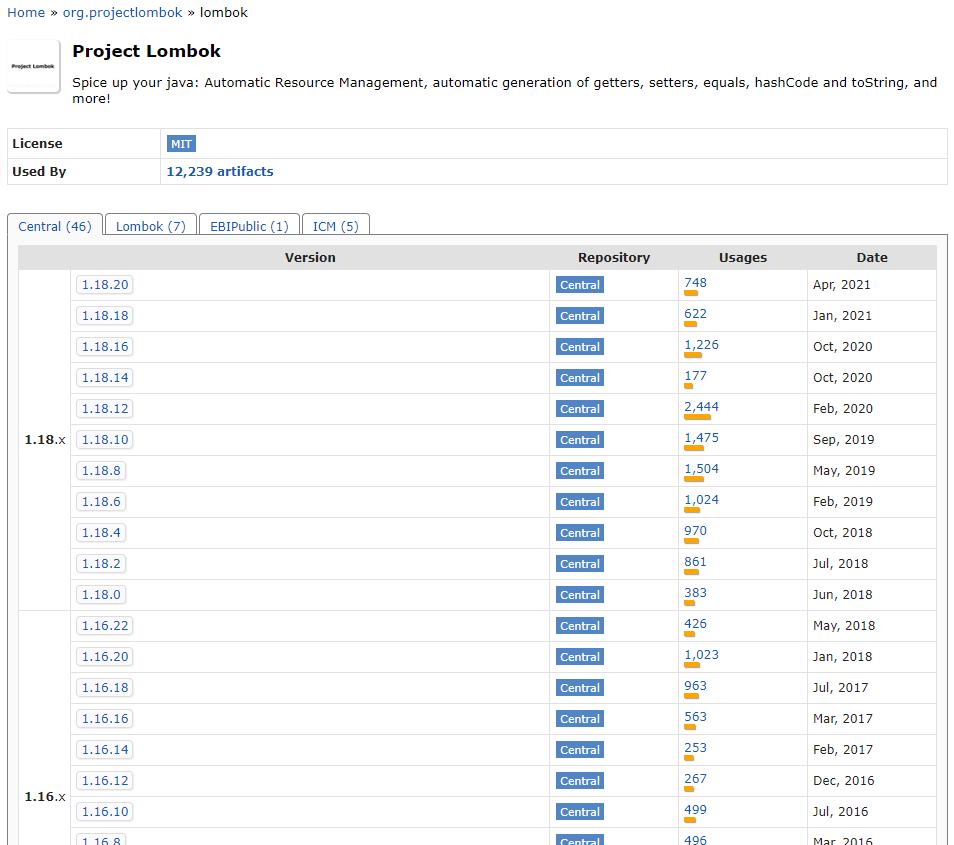 Home » org.projectlombok » lombok
Project Lombok
Project Lombok
Spice up your java: Automatic Resource Management, automatic generation of getters, setters, equals, hashCode and toString, and
more!
License MIT
Used By 12,239 artifacts
Central (46) Lombok (7) EBIPublic (1) ICM (5)
Version Repository Usages Date
1.18.20 Central 748 Apr, 2021
1.18.18 Central 622 Jan, 2021
1.18.16 Central 1,226 Oct, 2020
1.18.14 Central 177 Oct, 2020
1.18.12 Central 2,444 Feb, 2020
1.18.x 1.18.10 Central 1,475 Sep, 2019
1.18.8 Central 1,504 May, 2019
1.18.6 Central 1,024 Feb, 2019
1.18.4 Central 970 Oct, 2018
1.18.2 Central 861 Jul, 2018
1.18.0 Central 383 Jun, 2018
1.16.22 Central 426 May, 2018
1.16.20 Central 1,023 Jan, 2018
1.16.18 Central 963 Jul, 2017
1.16.16 Central 563 Mar, 2017
1.16.14 Central 253 Feb, 2017
1.16.12 Central 267 Dec, 2016
1.16.x
1.16.10 Central 499 Jul, 2016
1.16.8 Central 496 Mar, 2016